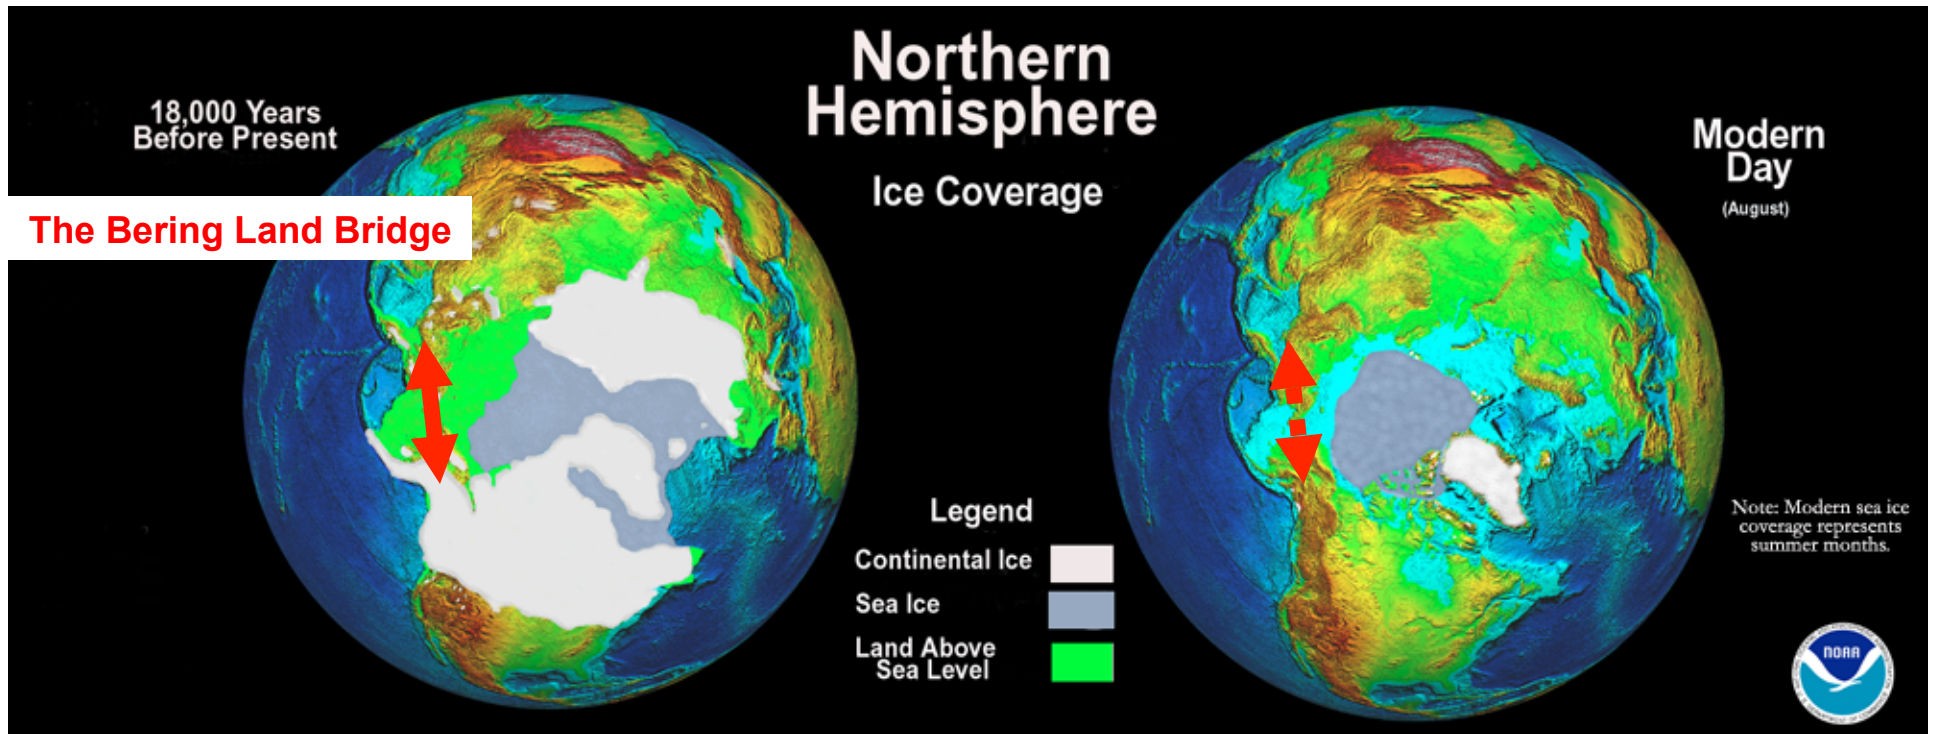 Northern
Hemisphere
Ice Coverage
18,000 Years
Before Present
The Bering Land Bridge
Modern
Day
(August)
Legend
Continental Ice
Sea Ice
Land Above
Sea Level
Note: Modern sea ice
coverage represents
summer months.
NOAA